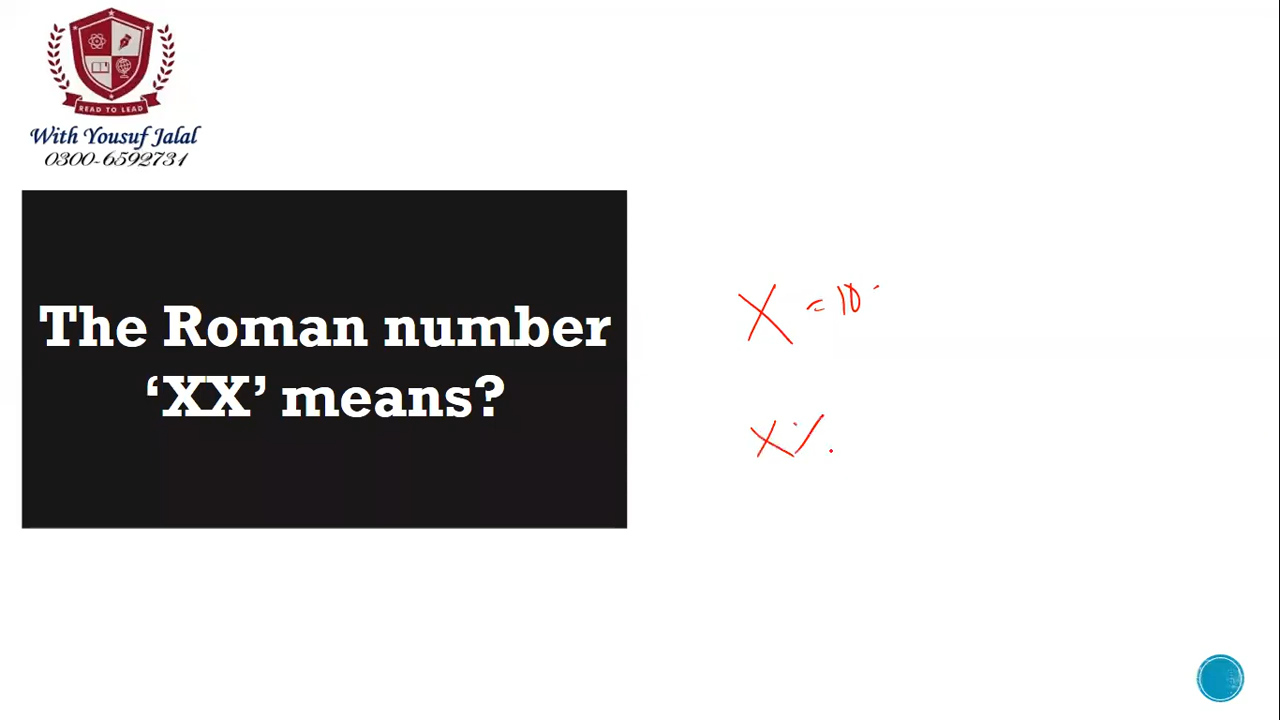 READ TO LEAD
With Yousuf Jalal
0300-6592731
The Roman number
‘XX’ means?
X = 10
X